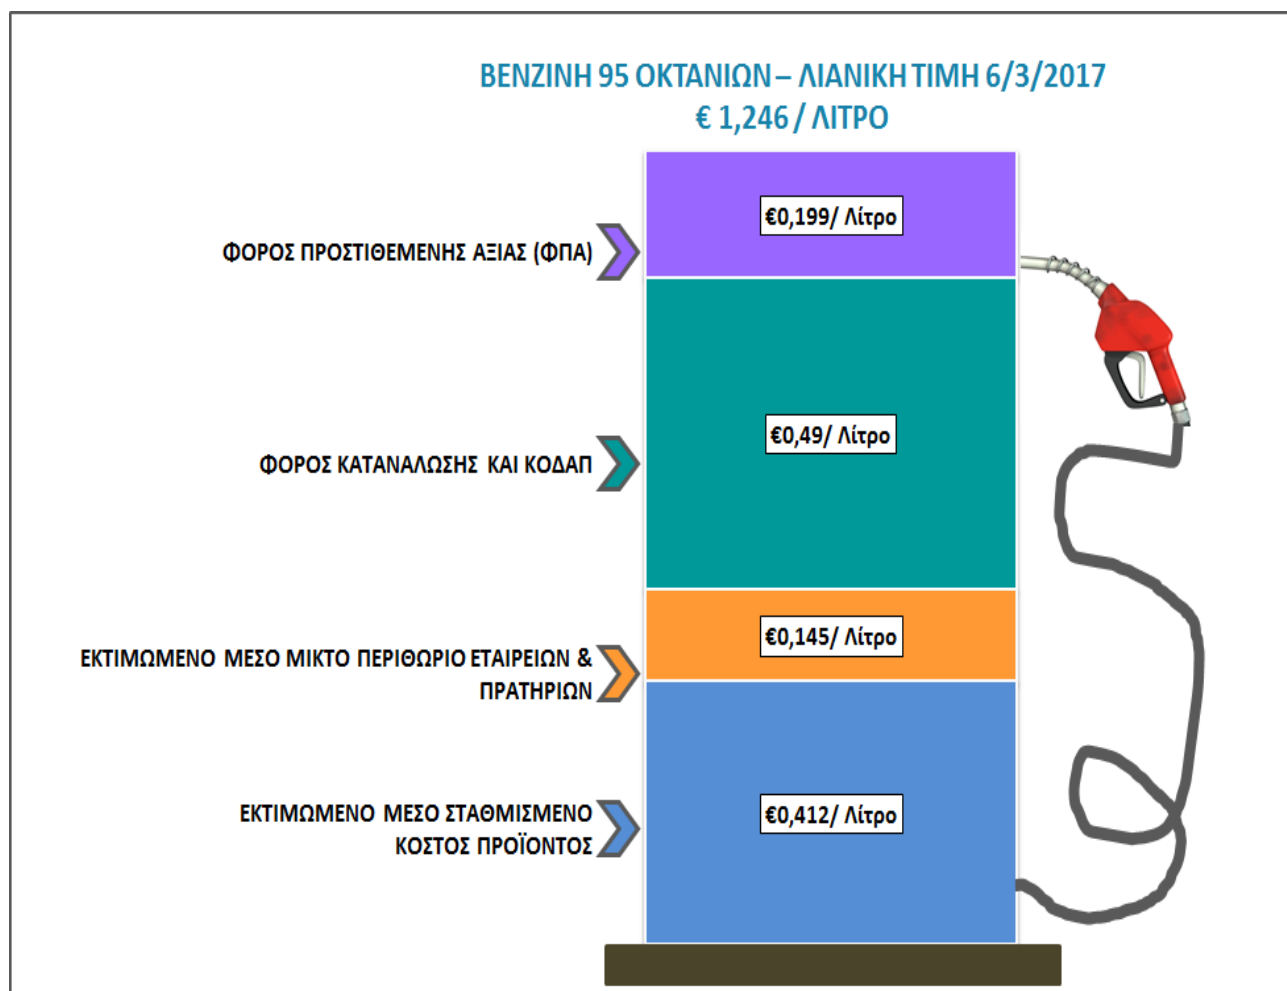 ΒΕΝΖΙΝΗ 95 ΟΚΤΑΝΙΩΝ – ΛΙΑΝΙΚΗ ΤΙΜΗ 6/3/2017
€ 1,246 / ΛΙΤΡΟ
€0,199/ Λίτρο
ΦΟΡΟΣ ΠΡΟΣΤΙΘΕΜΕΝΗΣ ΑΞΙΑΣ (ΦΠΑ)
€0,49/ Λίτρο
ΦΟΡΟΣ ΚΑΤΑΝΑΛΩΣΗΣ ΚΑΙ ΚΟΔΑΠ
€0,145/ Λίτρο
ΕΚΤΙΜΩΜΕΝΟ ΜΕΣΟ ΜΙΚΤΟ ΠΕΡΙΘΩΡΙΟ ΕΤΑΙΡΕΙΩΝ &
ΠΡΑΤΗΡΙΩΝ
€0,412/ Λίτρο
ΕΚΤΙΜΩΜΕΝΟ ΜΕΣΟ ΣΤΑΘΜΙΣΜΕΝΟ
ΚΟΣΤΟΣ ΠΡΟΪΟΝΤΟΣ